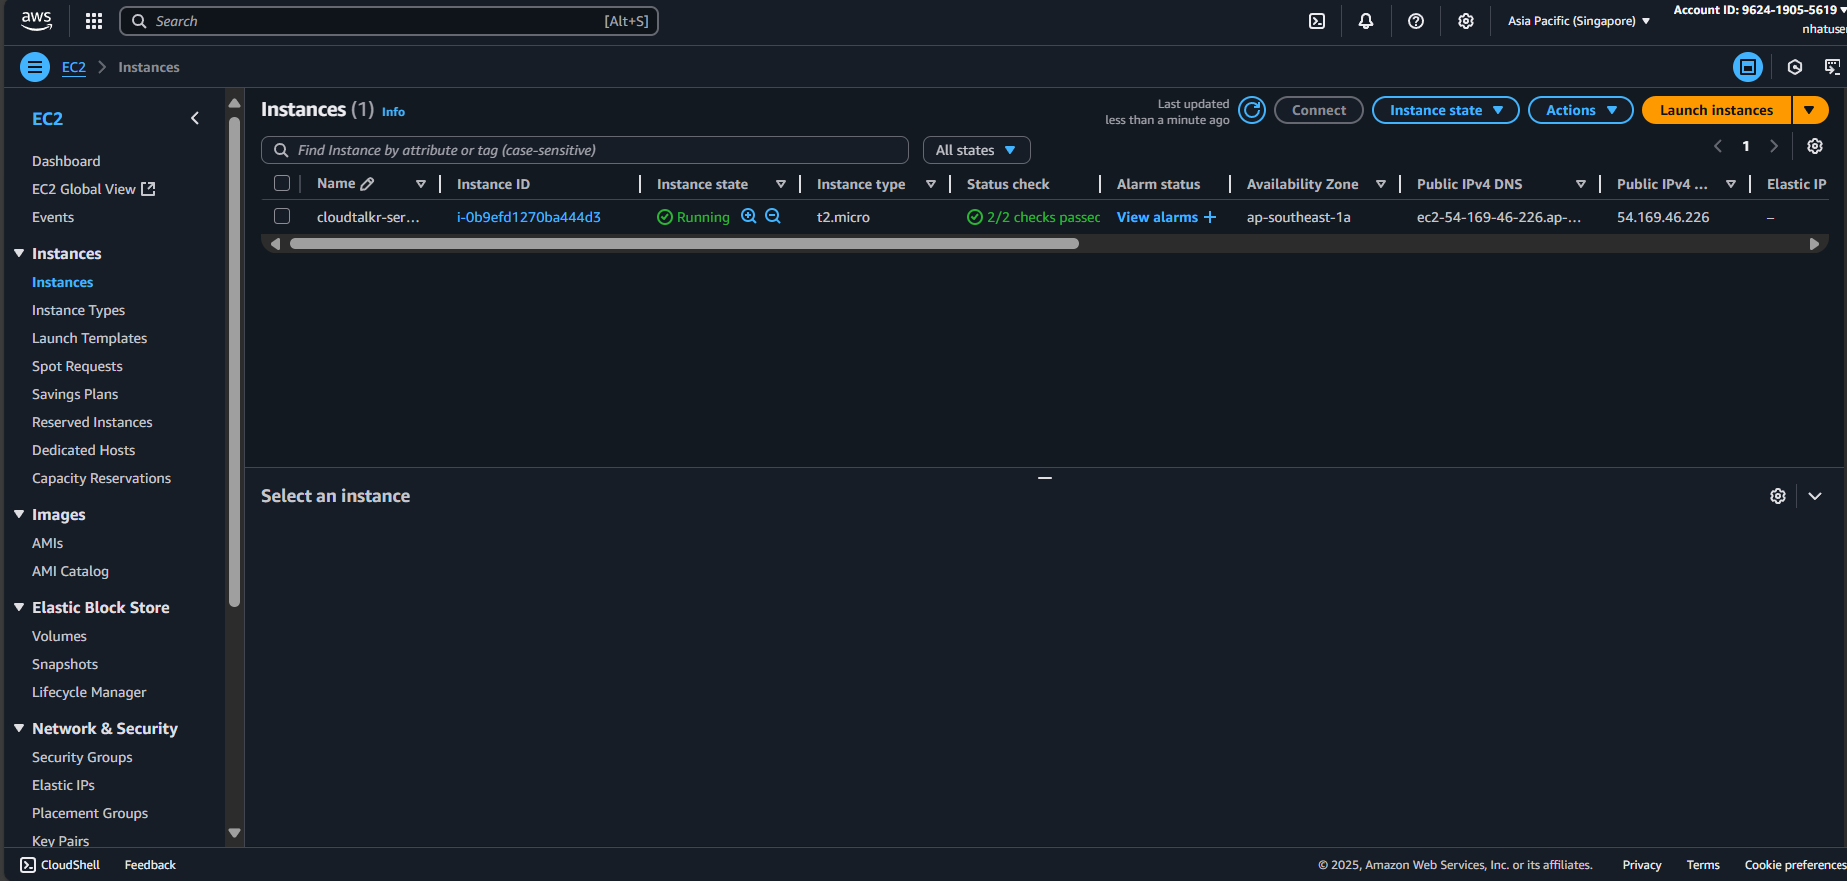 aws
Search [Alt+S]
Asia Pacific (Singapore)
Account ID: 9624-1905-5619
nhatuse
EC2 > Instances
EC2
Dashboard
EC2 Global View
Events
Instances
Instances
Instance Types
Launch Templates
Spot Requests
Savings Plans
Reserved Instances
Dedicated Hosts
Capacity Reservations
Images
AMIs
AMI Catalog
Elastic Block Store
Volumes
Snapshots
Lifecycle Manager
Network & Security
Security Groups
Elastic IPs
Placement Groups
Key Pairs
Instances (1) Info
Last updated
less than a minute ago
Connect
Instance state
Actions
Launch instances
Find Instance by attribute or tag (case-sensitive)
All states
1
Name Instance ID Instance state Instance type Status check Alarm status Availability Zone Public IPv4 DNS Public IPv4 ... Elastic IP
cloudtalkr-ser... i-0b9efd1270ba444d3 Running t2.micro 2/2 checks passec View alarms + ap-southeast-1a ec2-54-169-46-226.ap-... 54.169.46.226 –
Select an instance
CloudShell Feedback © 2025, Amazon Web Services, Inc. or its affiliates. Privacy Terms Cookie preferences